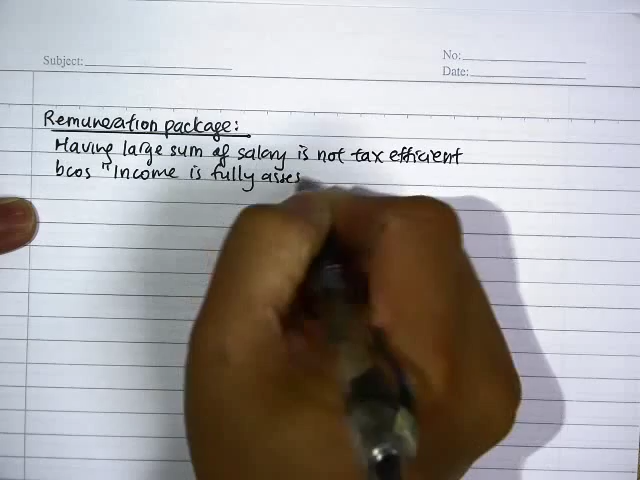 Subject:
No:
Date:
Remuneration package:
Having large sum of salary is not tax efficient
bcos "Income is fully asses